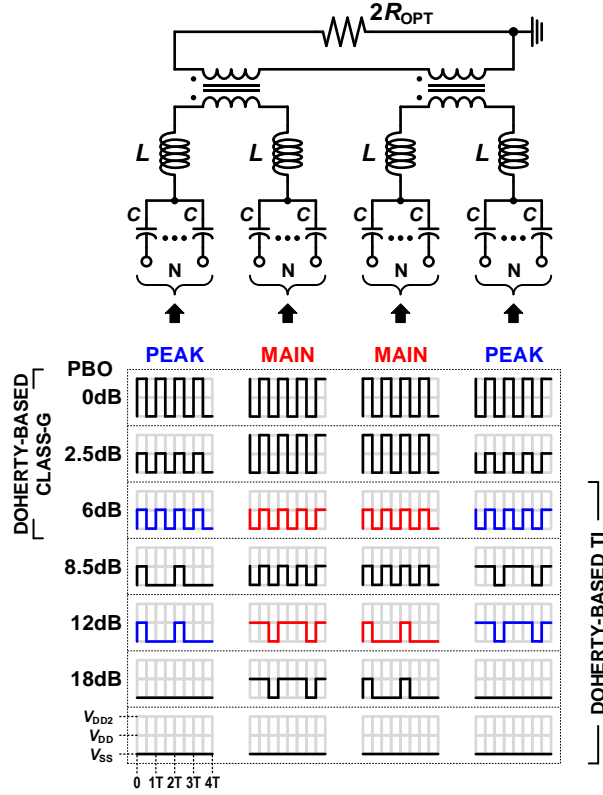 2R_OPT
L L L L
C C C C C C C C
N N N N
PEAK MAIN MAIN PEAK
PBO
0dB
2.5dB
6dB
8.5dB
12dB
18dB
V_DD2
V_DD
V_SS
0 1T 2T 3T 4T
DOHERTY-BASED
CLASS-G
DOHERTY-BASED TI